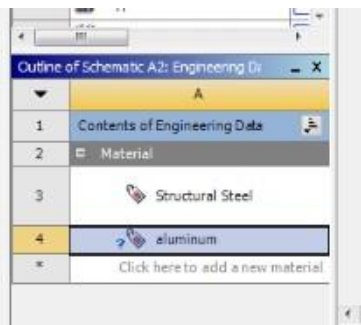 Outline of Schematic A2: Engineering D
A
1 Contents of Engineering Data
2 Material
3 Structural Steel
4 ? aluminum
* Click here to add a new material